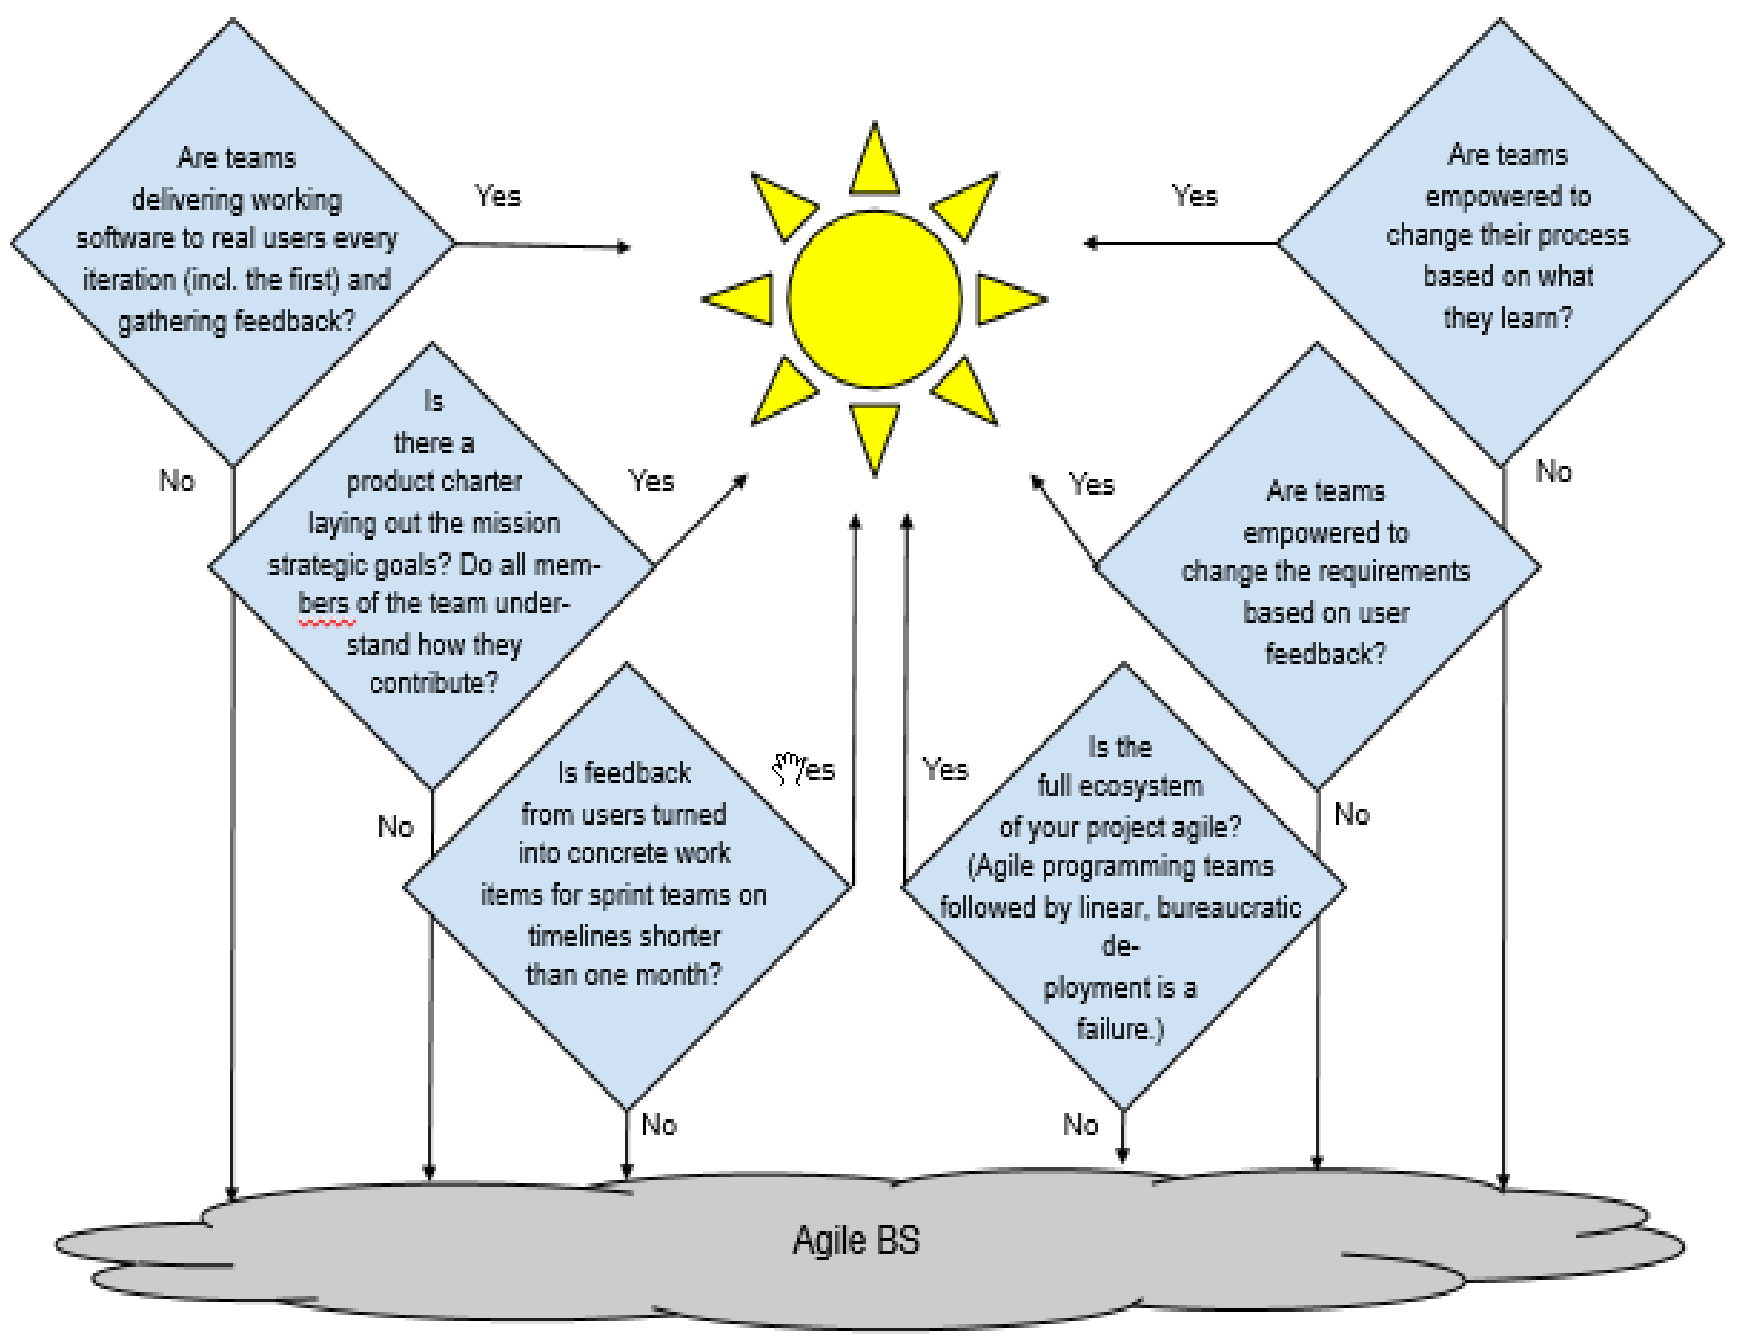 Are teams
delivering working
software to real users every
iteration (incl. the first) and
gathering feedback?
Yes
No
Is
there a
product charter
laying out the mission
strategic goals? Do all mem-
bers of the team under-
stand how they
contribute?
Yes
No
Is feedback
from users turned
into concrete work
items for sprint teams on
timelines shorter
than one month?
Yes
No
Are teams
empowered to
change their process
based on what
they learn?
Yes
No
Are teams
empowered to
change the requirements
based on user
feedback?
Yes
No
Is the
full ecosystem
of your project agile?
(Agile programming teams
followed by linear, bureaucratic
de-
ployment is a
failure.)
Yes
No
Agile BS